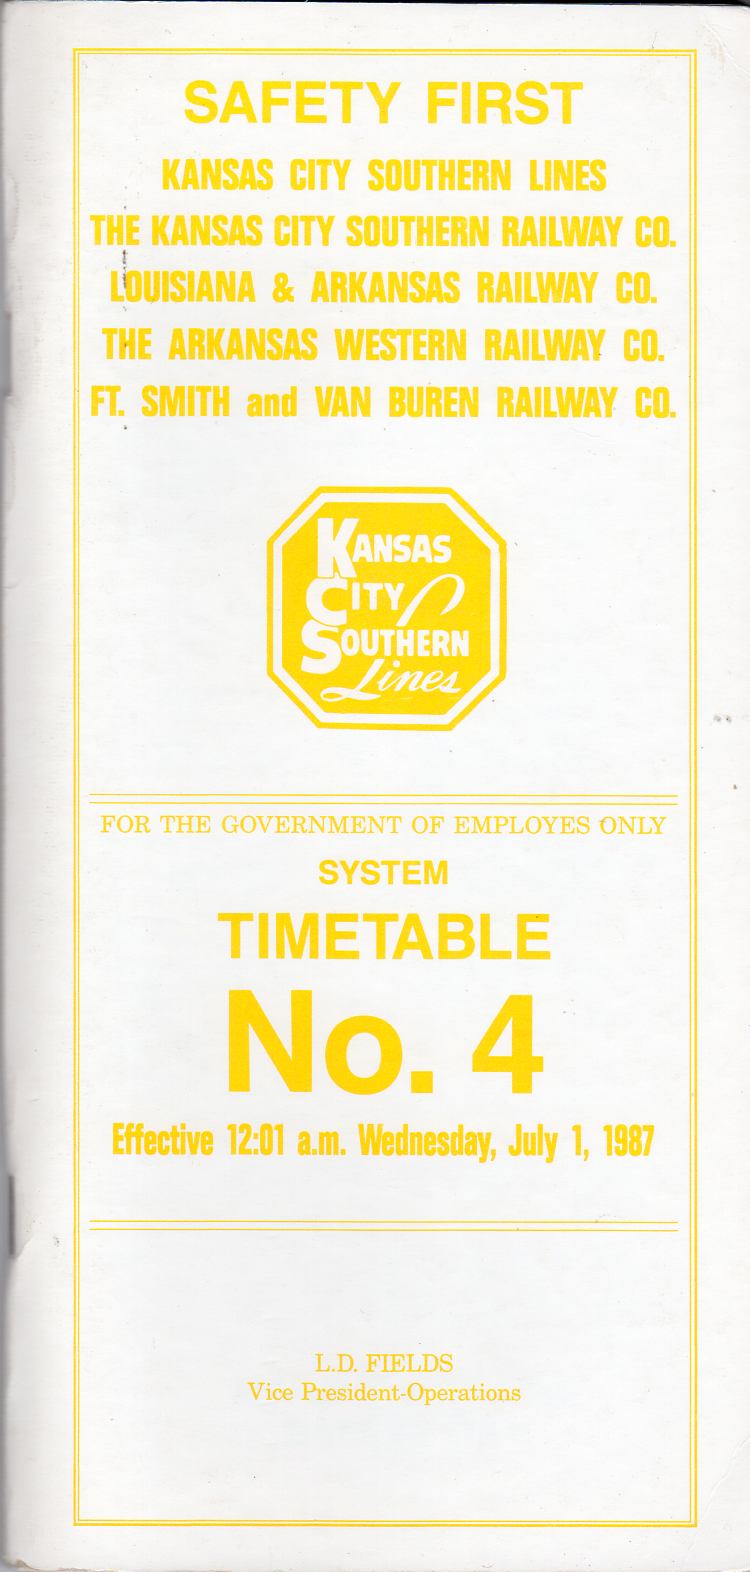 SAFETY FIRST
KANSAS CITY SOUTHERN LINES
THE KANSAS CITY SOUTHERN RAILWAY CO.
LOUISIANA & ARKANSAS RAILWAY CO.
THE ARKANSAS WESTERN RAILWAY CO.
FT. SMITH and VAN BUREN RAILWAY CO.
KANSAS
CITY
SOUTHERN
Lines
FOR THE GOVERNMENT OF EMPLOYES ONLY
SYSTEM
TIMETABLE
No. 4
Effective 12:01 a.m. Wednesday, July 1, 1987
L.D. FIELDS
Vice President-Operations